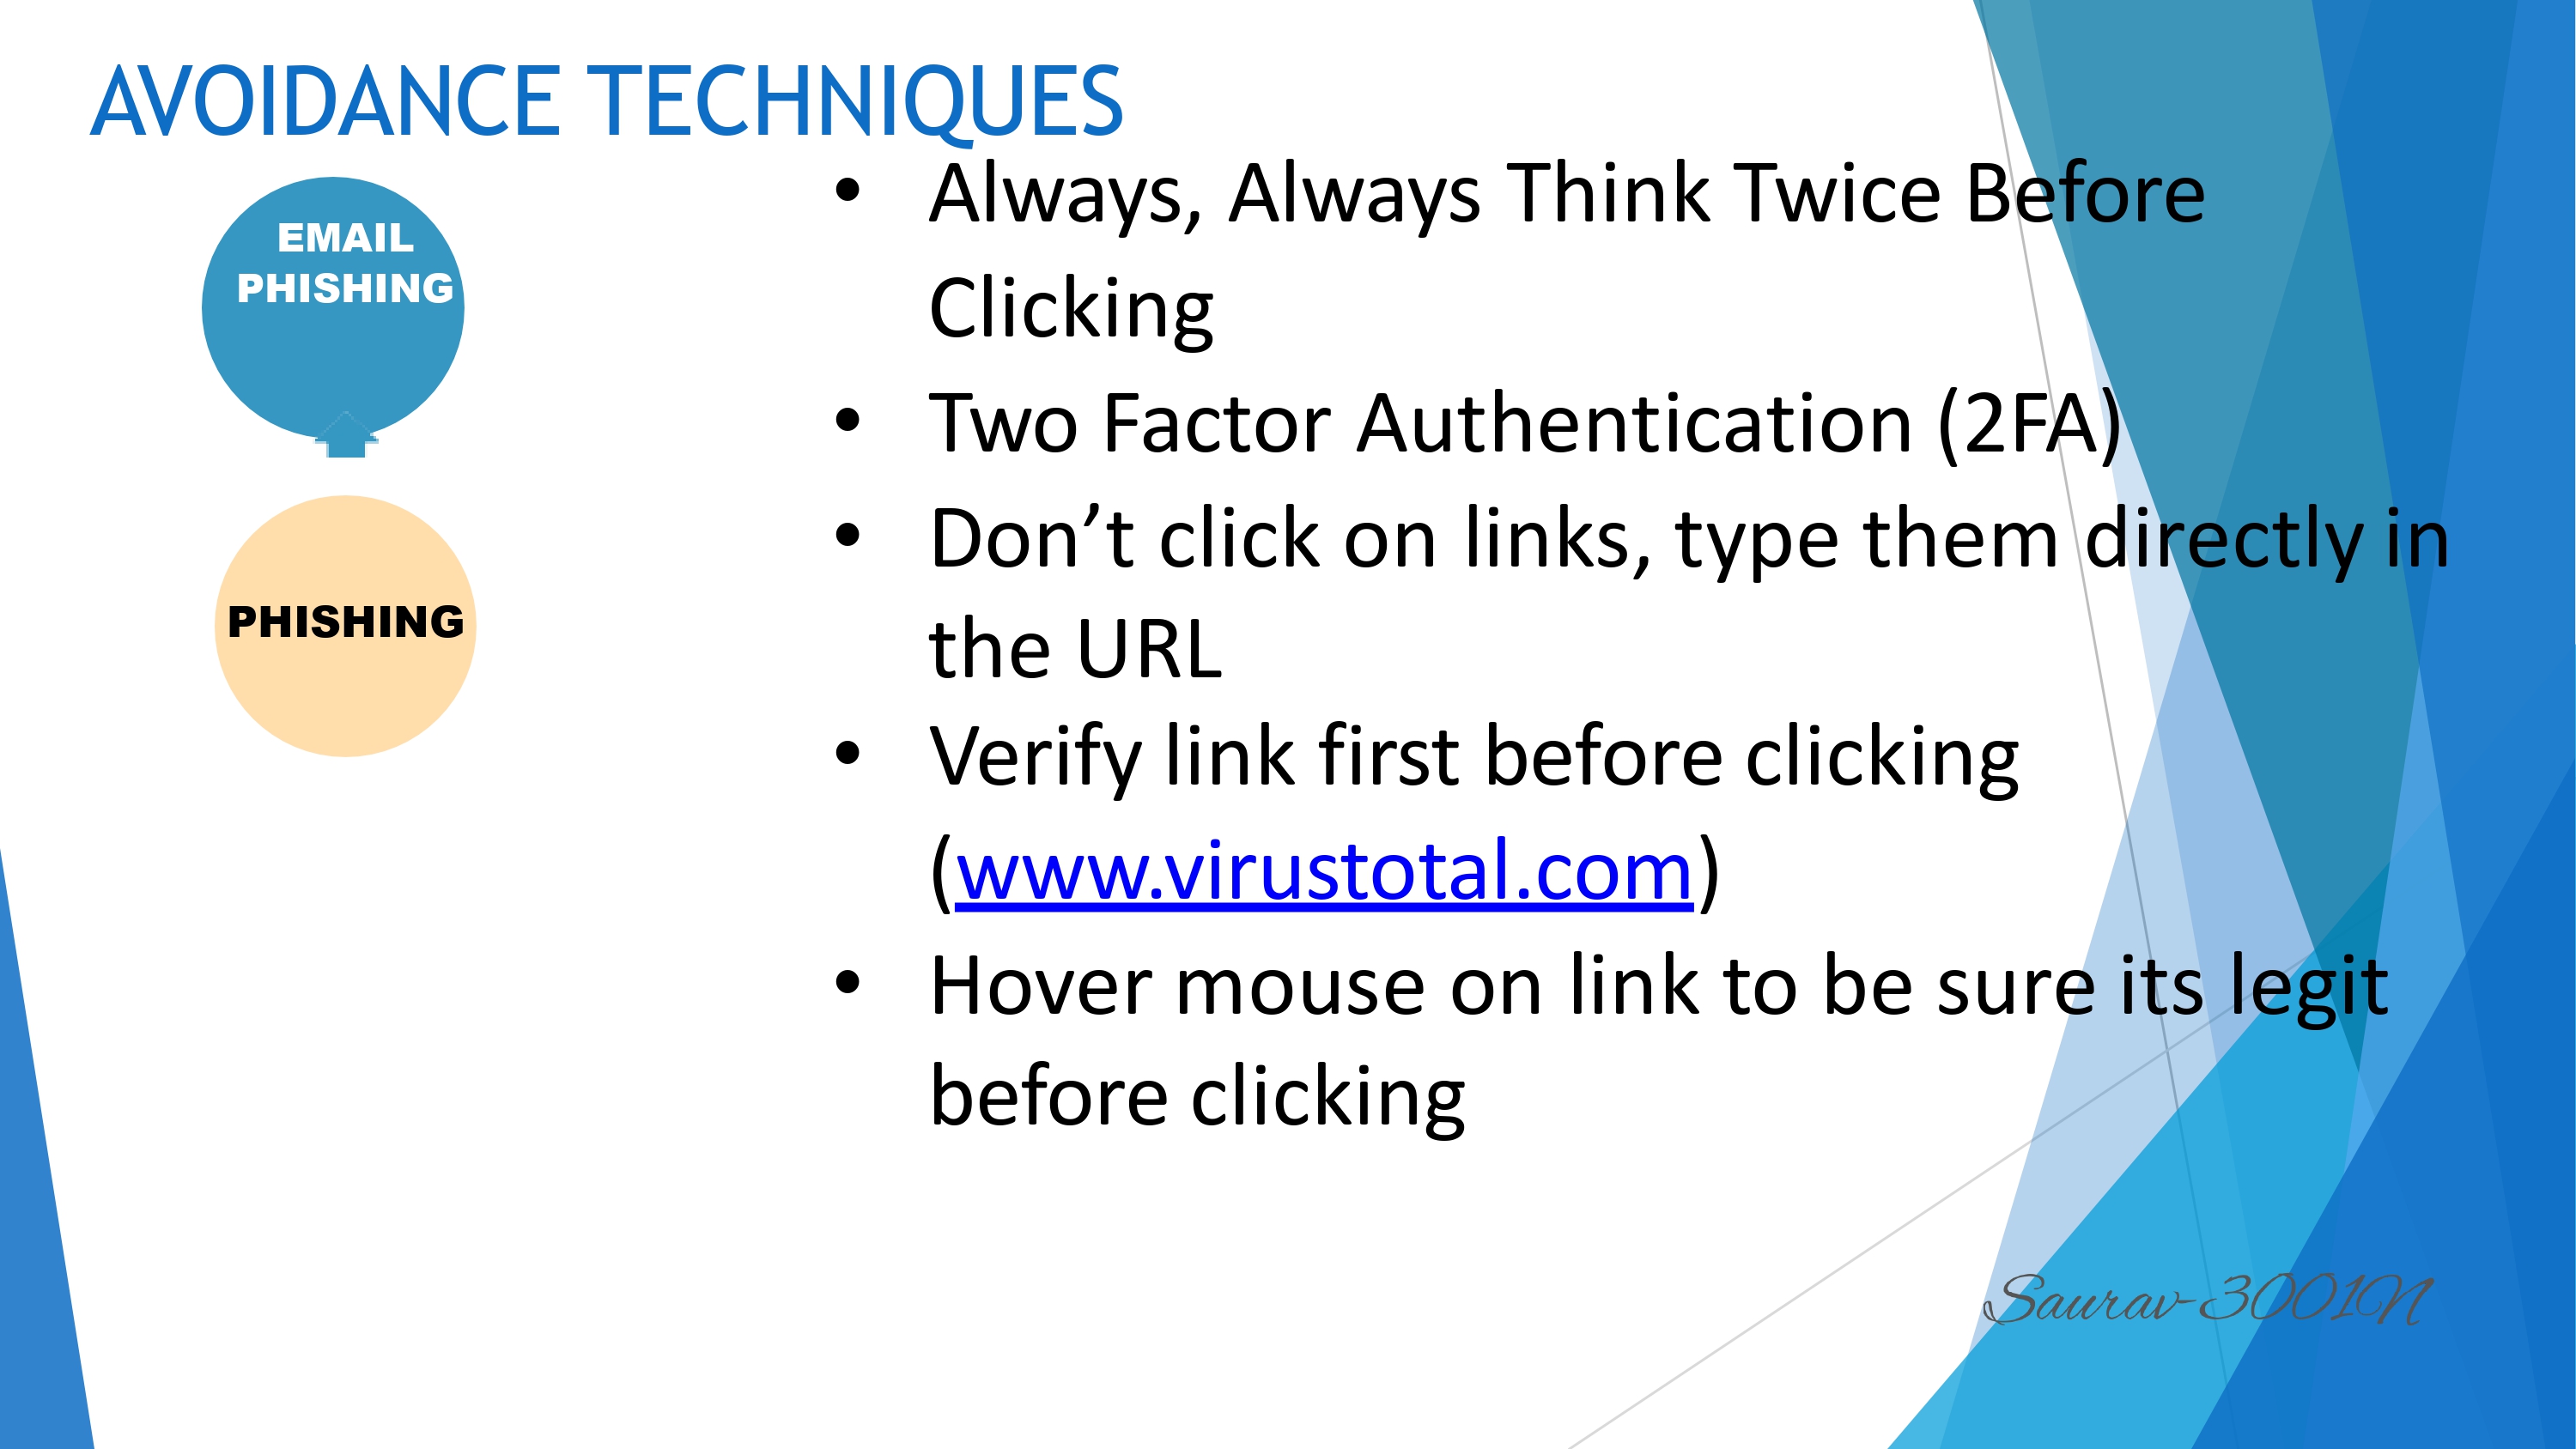 AVOIDANCE TECHNIQUES
EMAIL
PHISHING
PHISHING
• Always, Always Think Twice Before
Clicking
• Two Factor Authentication (2FA)
• Don’t click on links, type them directly in
the URL
• Verify link first before clicking
(www.virustotal.com)
• Hover mouse on link to be sure its legit
before clicking
Saurav-3001N